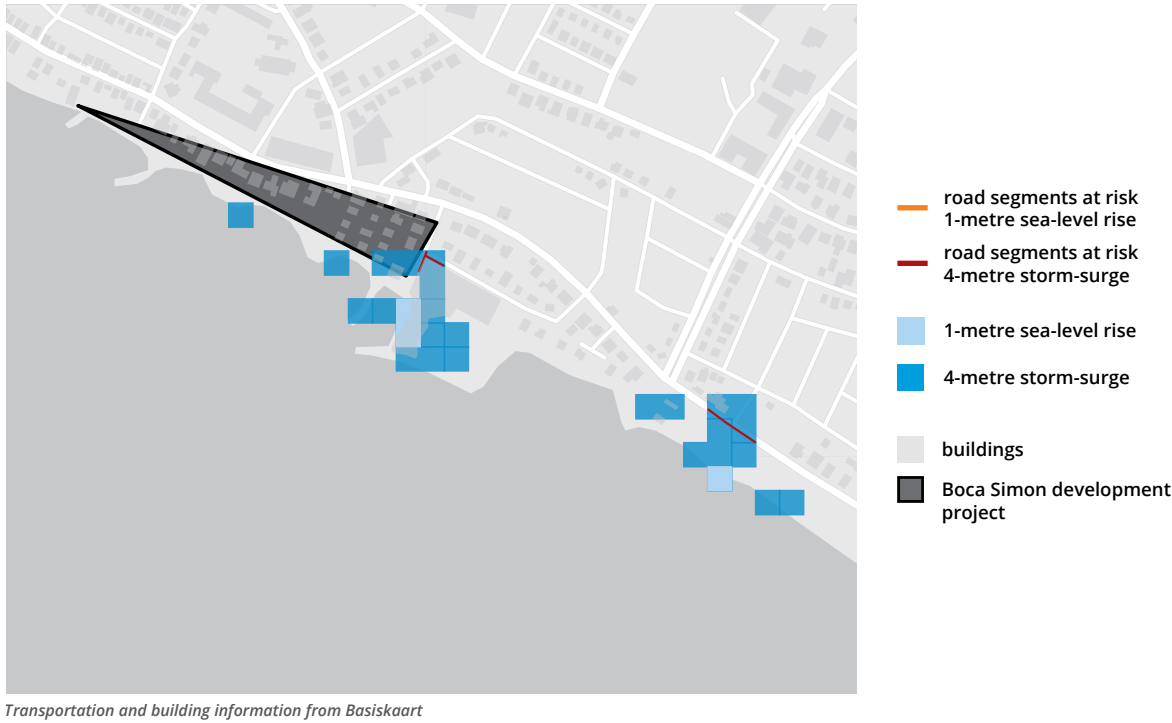 road segments at risk
1-metre sea-level rise
road segments at risk
4-metre storm-surge
1-metre sea-level rise
4-metre storm-surge
buildings
Boca Simon development
project
Transportation and building information from Basiskaart